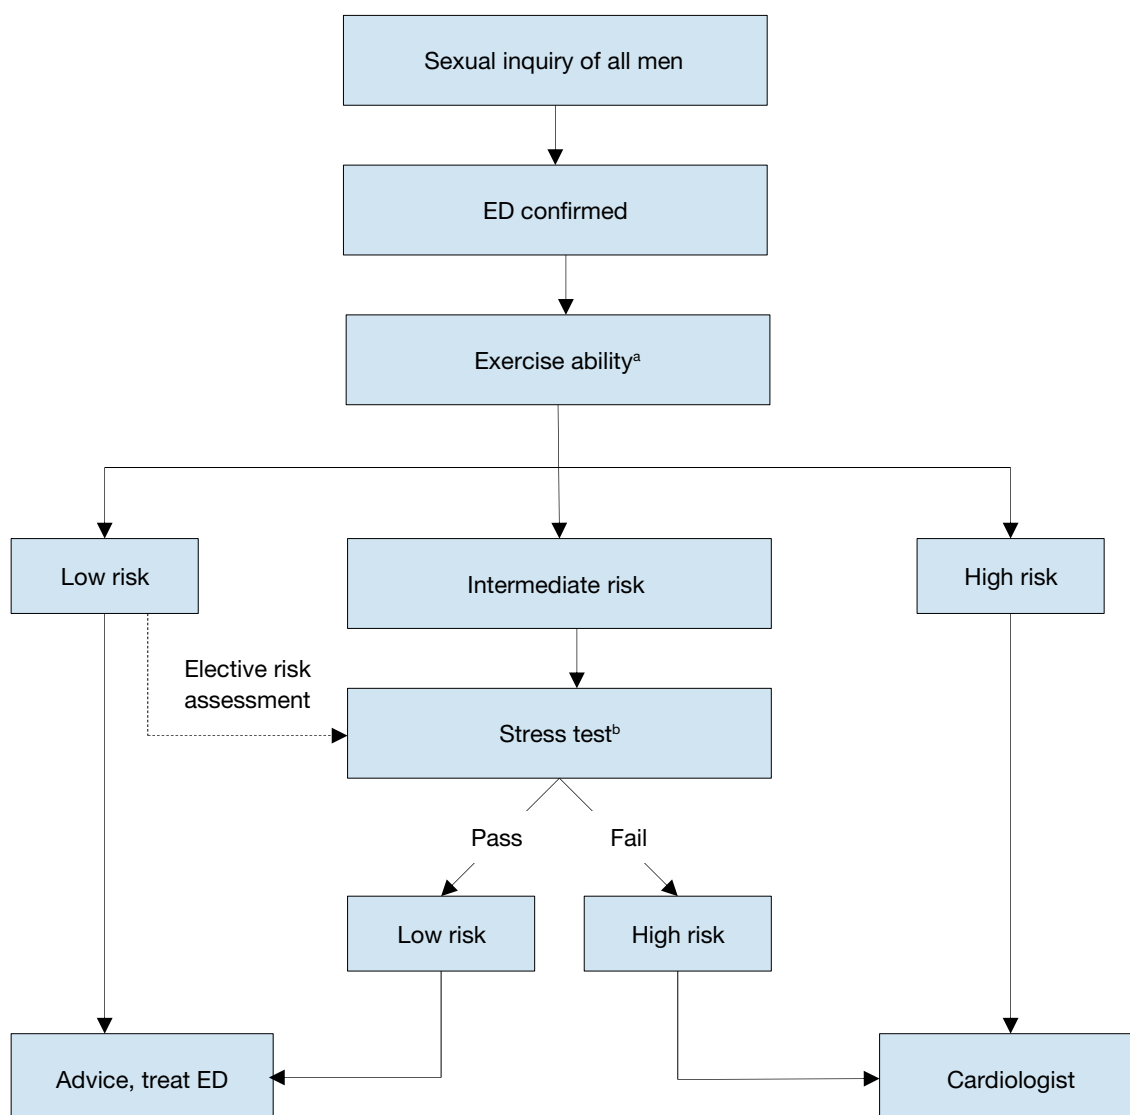 Sexual inquiry of all men
ED confirmed
Exercise abilityᵃ
Low risk
Intermediate risk
High risk
Elective risk
assessment
Stress testᵇ
Pass
Fail
Low risk
High risk
Advice, treat ED
Cardiologist